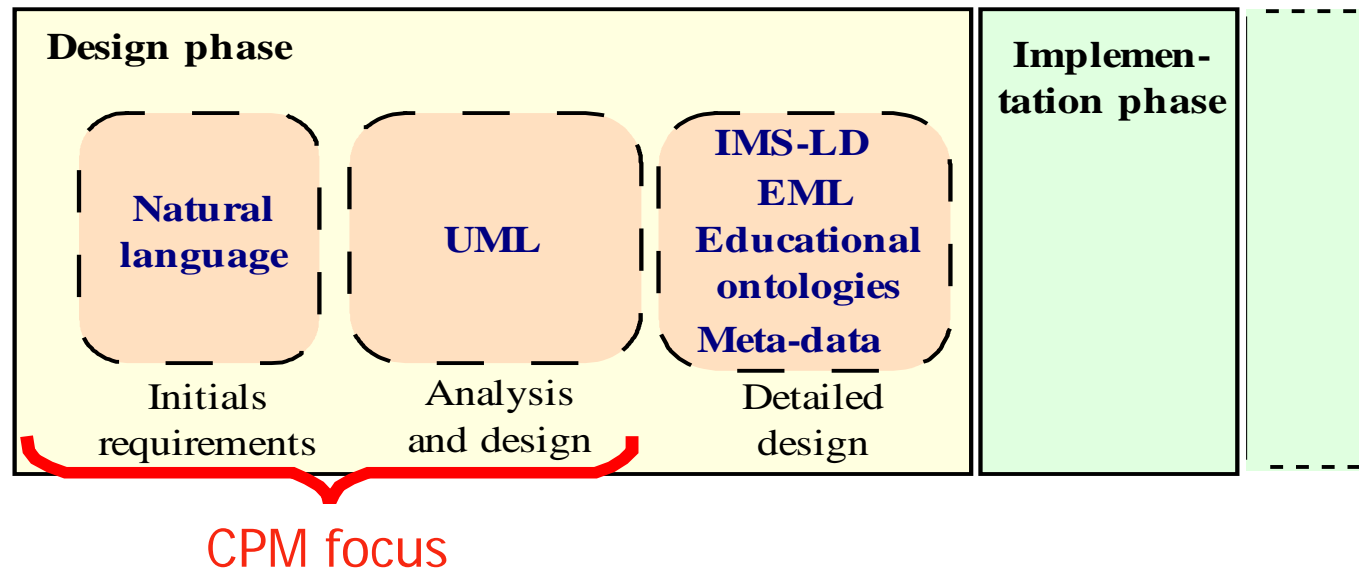 Design phase
Natural
language
Initials
requirements
UML
Analysis
and design
IMS-LD
EML
Educational
ontologies
Meta-data
Detailed
design
Implemen-
tation phase
CPM focus